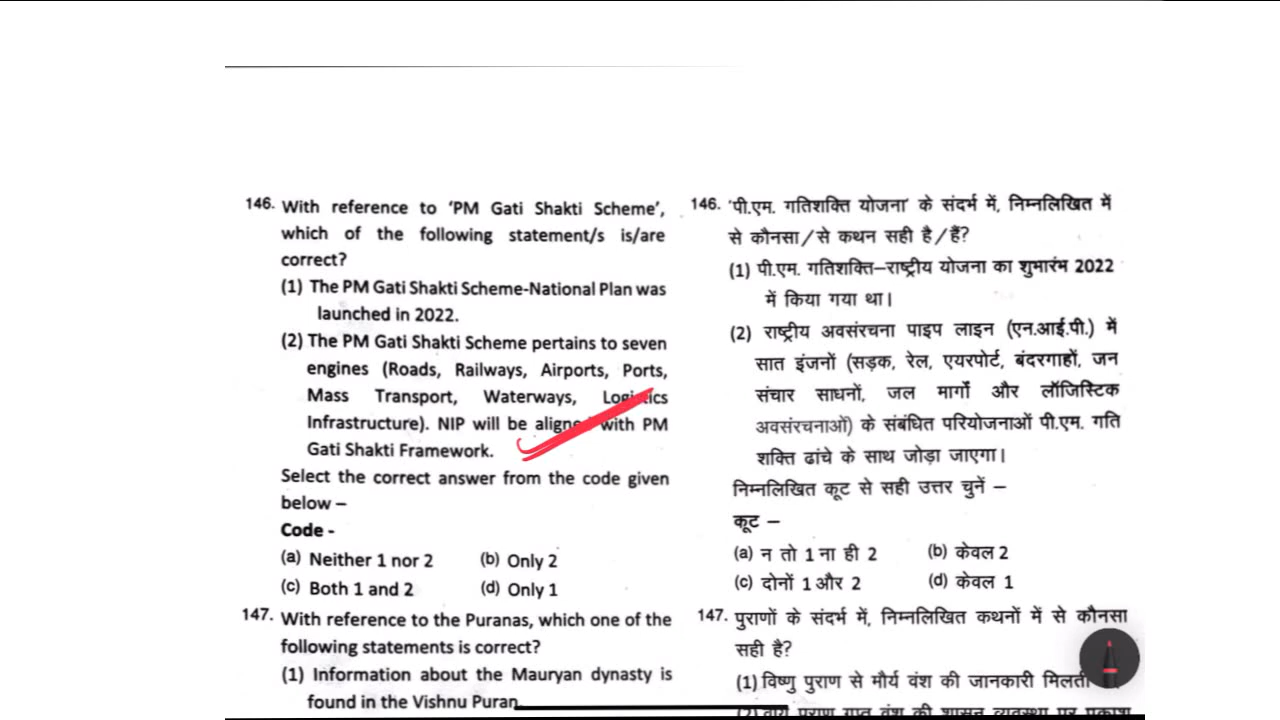 146. With reference to 'PM Gati Shakti Scheme',
which of the following statement/s is/are
correct?
(1) The PM Gati Shakti Scheme-National Plan was
launched in 2022.
(2) The PM Gati Shakti Scheme pertains to seven
engines (Roads, Railways, Airports, Ports,
Mass Transport, Waterways, Logistics
Infrastructure). NIP will be aligned with PM
Gati Shakti Framework.
Select the correct answer from the code given
below –
Code -
(a) Neither 1 nor 2 (b) Only 2
(c) Both 1 and 2 (d) Only 1
147. With reference to the Puranas, which one of the
following statements is correct?
(1) Information about the Mauryan dynasty is
found in the Vishnu Puran.
146. 'पी.एम. गतिशक्ति योजना' के संदर्भ में, निम्नलिखित में
से कौनसा/से कथन सही है/हैं?
(1) पी.एम. गतिशक्ति–राष्ट्रीय योजना का शुभारंभ 2022
में किया गया था।
(2) राष्ट्रीय अवसंरचना पाइप लाइन (एन.आई.पी.) में
सात इंजनों (सड़क, रेल, एयरपोर्ट, बंदरगाहों, जन
संचार साधनों, जल मार्गों और लॉजिस्टिक
अवसंरचनाओं) के संबंधित परियोजनाओं पी.एम. गति
शक्ति ढांचे के साथ जोड़ा जाएगा।
निम्नलिखित कूट से सही उत्तर चुनें –
कूट –
(a) न तो 1 ना ही 2 (b) केवल 2
(c) दोनों 1 और 2 (d) केवल 1
147. पुराणों के संदर्भ में, निम्नलिखित कथनों में से कौनसा
सही है?
(1) विष्णु पुराण से मौर्य वंश की जानकारी मिलती